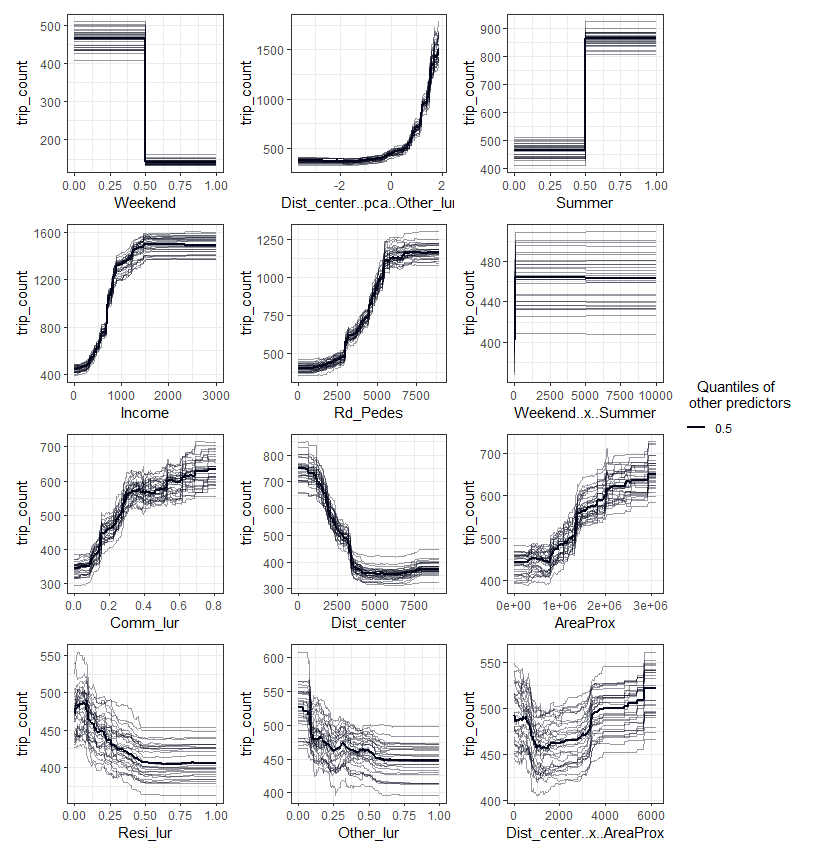 trip_count
500
400
300
200
0.00 0.25 0.50 0.75 1.00
Weekend
trip_count
1500
1000
500
-2 0 2
Dist_center..pca..Other_lur
trip_count
900
800
700
600
500
400
0.00 0.25 0.50 0.75 1.00
Summer
trip_count
1600
1200
800
400
0 1000 2000 3000
Income
trip_count
1250
1000
750
500
0 2500 5000 7500
Rd_Pedes
trip_count
480
440
400
0 2500 5000 7500 10000
Weekend..x..Summer
Quantiles of
other predictors
0.5
trip_count
700
600
500
400
300
0.0 0.2 0.4 0.6 0.8
Comm_lur
trip_count
800
700
600
500
400
300
0 2500 5000 7500
Dist_center
trip_count
700
600
500
400
0e+00 1e+06 2e+06 3e+06
AreaProx
trip_count
550
500
450
400
0.00 0.25 0.50 0.75 1.00
Resi_lur
trip_count
600
550
500
450
400
0.00 0.25 0.50 0.75 1.00
Other_lur
trip_count
550
500
450
400
0 2000 4000 6000
Dist_center..x..AreaProx